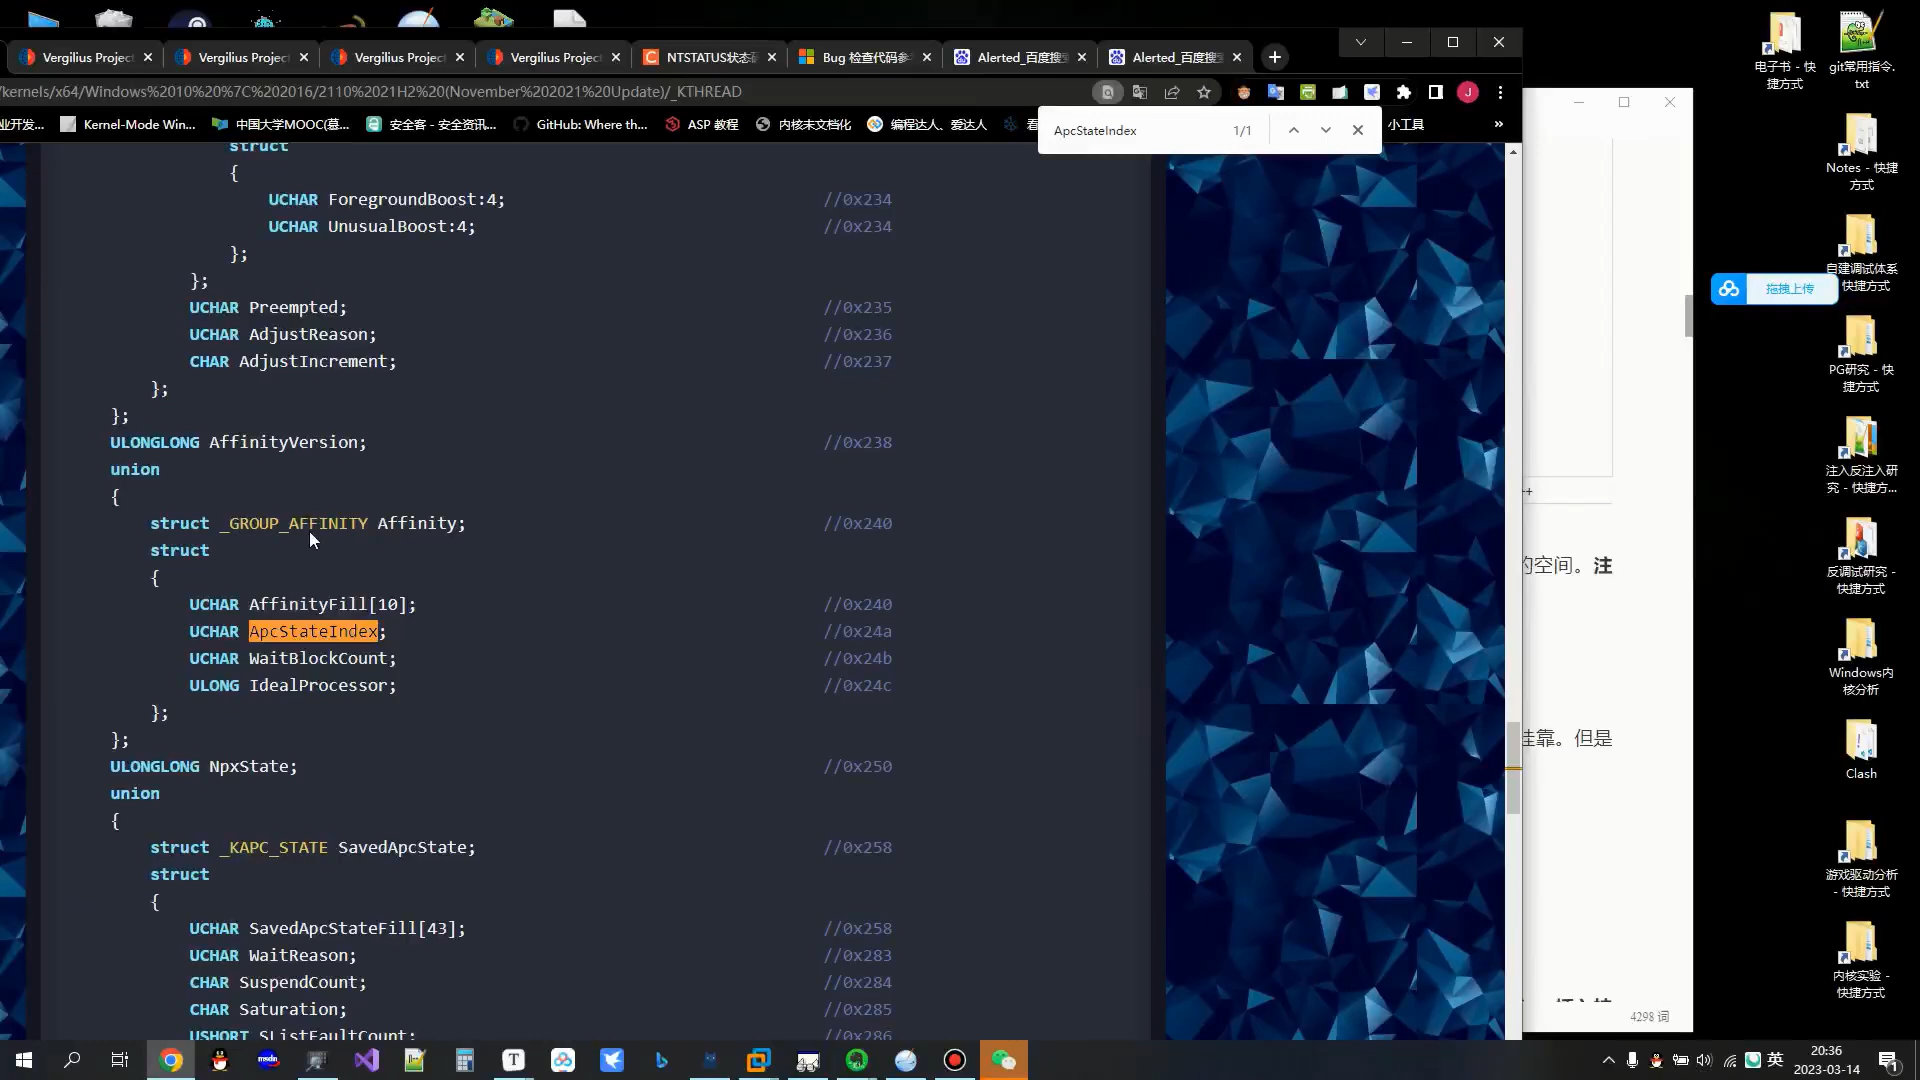 Vergilius Project
Vergilius Project
Vergilius Project
Vergilius Project
NTSTATUS状态
Bug 检查代码参
Alerted_百度搜
Alerted_百度搜
/kernels/x64/Windows%2010%20%7C%202016/2110%2021H2%20(November%202021%20Update)/_KTHREAD
业开发...
Kernel-Mode Win...
中国大学MOOC(慕...
安全客 - 安全资讯...
GitHub: Where th...
ASP 教程
内核未文档化
编程达人、爱达人
看
小工具
»
ApcStateIndex
1/1
struct
{
UCHAR ForegroundBoost:4; //0x234
UCHAR UnusualBoost:4; //0x234
};
};
UCHAR Preempted; //0x235
UCHAR AdjustReason; //0x236
CHAR AdjustIncrement; //0x237
};
};
ULONGLONG AffinityVersion; //0x238
union
{
struct _GROUP_AFFINITY Affinity; //0x240
struct
{
UCHAR AffinityFill[10]; //0x240
UCHAR ApcStateIndex; //0x24a
UCHAR WaitBlockCount; //0x24b
ULONG IdealProcessor; //0x24c
};
};
ULONGLONG NpxState; //0x250
union
{
struct _KAPC_STATE SavedApcState; //0x258
struct
{
UCHAR SavedApcStateFill[43]; //0x258
UCHAR WaitReason; //0x283
CHAR SuspendCount; //0x284
CHAR Saturation; //0x285
USHORT SListFaultCount; //0x286
的空间。注
挂靠。但是
4298 词
拖拽上传
电子书 - 快捷方式
git常用指令.txt
Notes - 快捷方式
自建调试体系 快捷方式
PG研究 - 快捷方式
注入反注入研究 - 快捷方...
反调试研究 - 快捷方式
Windows内核分析
Clash
游戏驱动分析 - 快捷方式
内核实验 - 快捷方式
英
20:36
2023-03-14